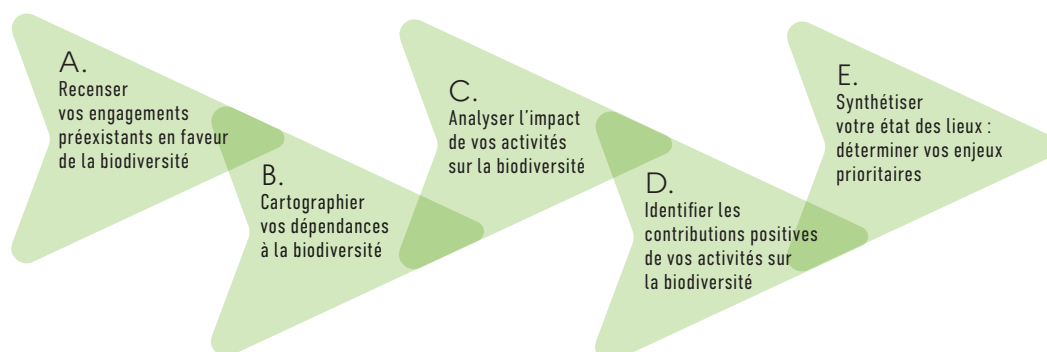 A.
Recenser
vos engagements
préexistants en faveur
de la biodiversité
B.
Cartographier
vos dépendances
à la biodiversité
C.
Analyser l'impact
de vos activités
sur la biodiversité
D.
Identifier les
contributions positives
de vos activités sur
la biodiversité
E.
Synthétiser
votre état des lieux :
déterminer vos enjeux
prioritaires